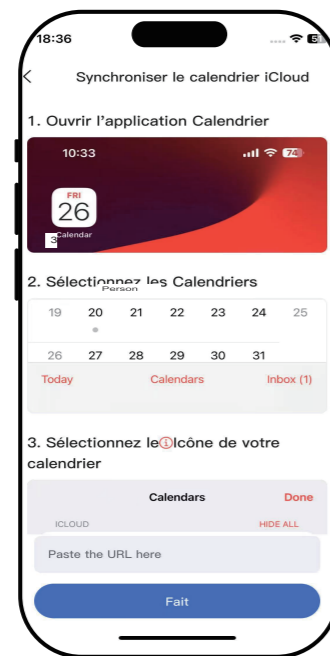 18:36
Synchroniser le calendrier iCloud
1. Ouvrir l'application Calendrier
10:33
74
FRI
26
Calendar
3
2. Sélectionnez les Calendriers
Person
19 20 21 22 23 24 25
26 27 28 29 30 31
Today Calendars Inbox (1)
3. Sélectionnez le ⓘ Icône de votre
calendrier
Calendars Done
ICLOUD HIDE ALL
Paste the URL here
Fait